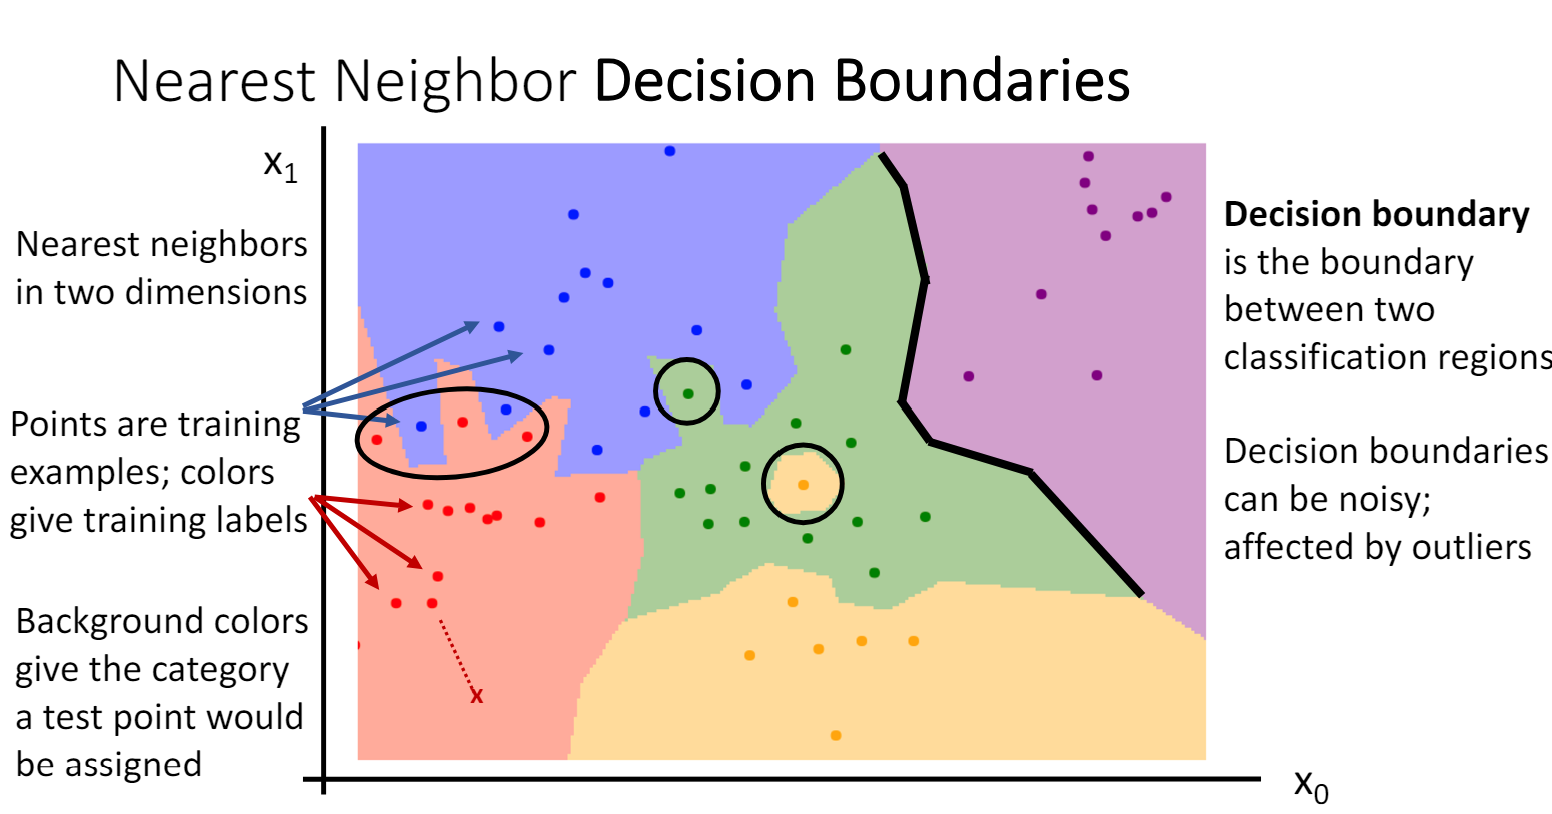 Nearest Neighbor Decision Boundaries
x1
Nearest neighbors
in two dimensions
Points are training
examples; colors
give training labels
Background colors
give the category
a test point would
be assigned
x
Decision boundary
is the boundary
between two
classification regions
Decision boundaries
can be noisy;
affected by outliers
x0